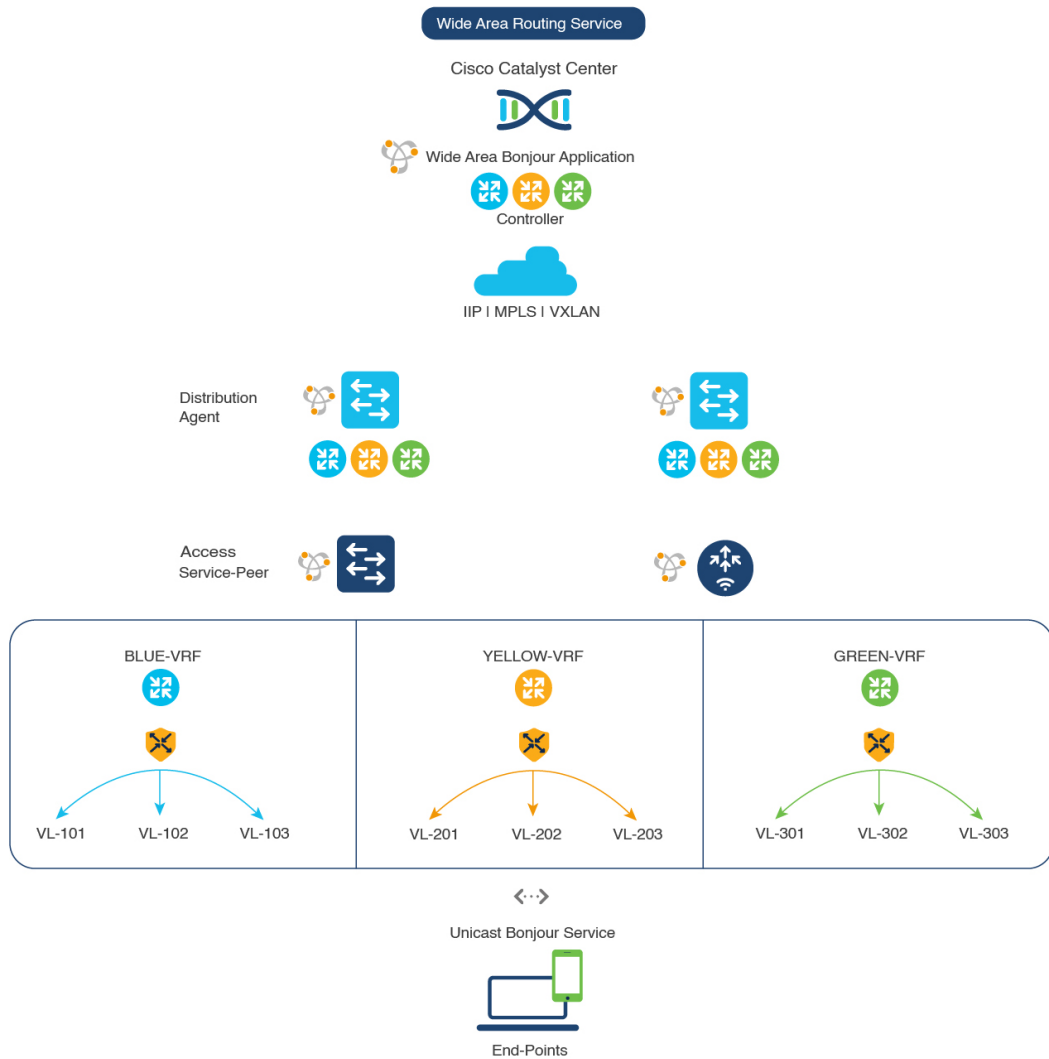 Wide Area Routing Service
Cisco Catalyst Center
Wide Area Bonjour Application
Controller
IIP | MPLS | VXLAN
Distribution
Agent
Access
Service-Peer
BLUE-VRF
YELLOW-VRF
GREEN-VRF
VL-101
VL-102
VL-103
VL-201
VL-202
VL-203
VL-301
VL-302
VL-303
Unicast Bonjour Service
End-Points